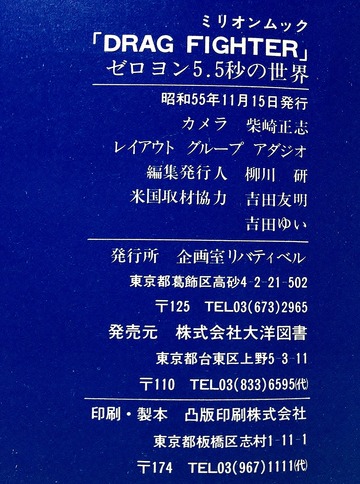 ミリオンムック
「DRAG FIGHTER」
ゼロヨン5.5秒の世界
昭和55年11月15日発行
カメラ 柴崎正志
レイアウト グループ アダジオ
編集発行人 柳川 研
米国取材協力 吉田友明
吉田ゆい
発行所 企画室リバティベル
東京都葛飾区高砂4-2-21-502
〒125 TEL03(673)2965
発売元 株式会社大洋図書
東京都台東区上野5-3-11
〒110 TEL03(833)6595㈹
印刷・製本 凸版印刷株式会社
東京都板橋区志村1-11-1
〒174 TEL03(967)1111㈹